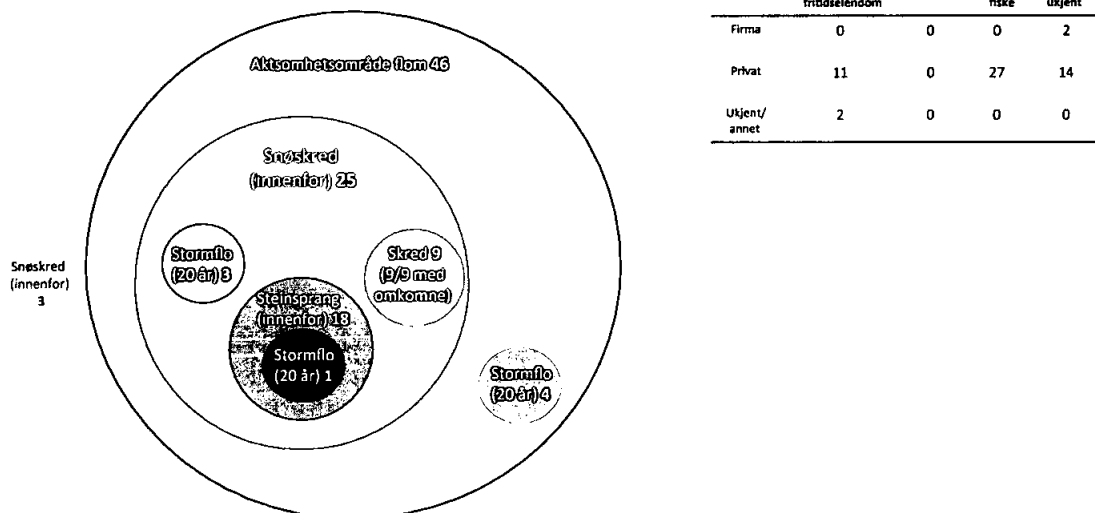 Aktsomhetsområde flom 46
Snøskred
(innenfor) 25
Stormflo
(20 år) 3
Skred 9
(9/9 med
omkomne)
Steinsprang
(innenfor) 18
Stormflo
(20 år) 1
Stormflo
(20 år) 4
Snøskred
(innenfor)
3
fritidseiendom fiske ukjent
Firma 0 0 0 2
Privat 11 0 27 14
Ukjent/
annet 2 0 0 0